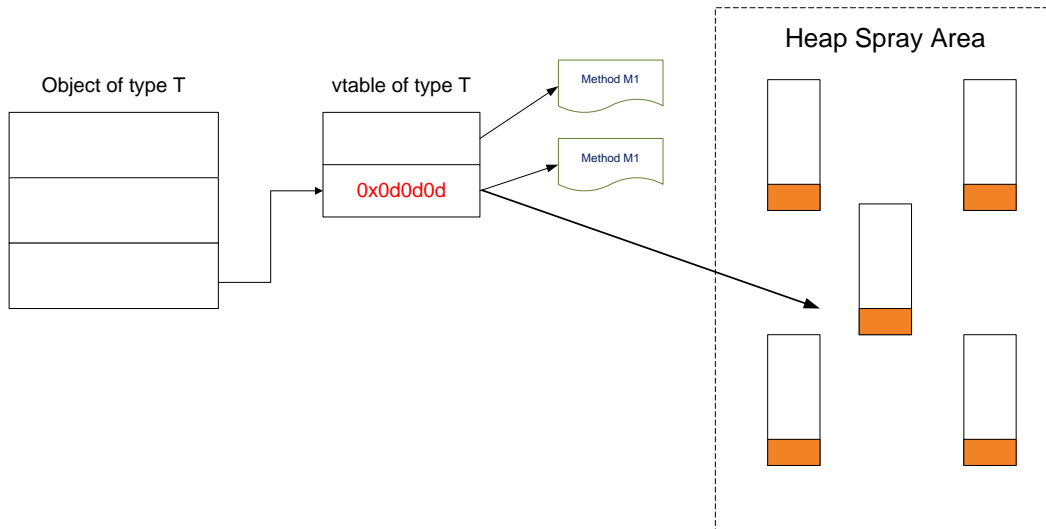 Heap Spray Area
Object of type T
vtable of type T
Method M1
Method M1
0x0d0d0d